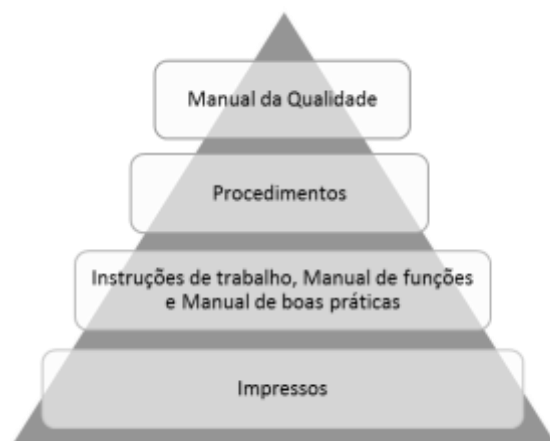 Manual da Qualidade
Procedimentos
Instruções de trabalho, Manual de funções
e Manual de boas práticas
Impressos